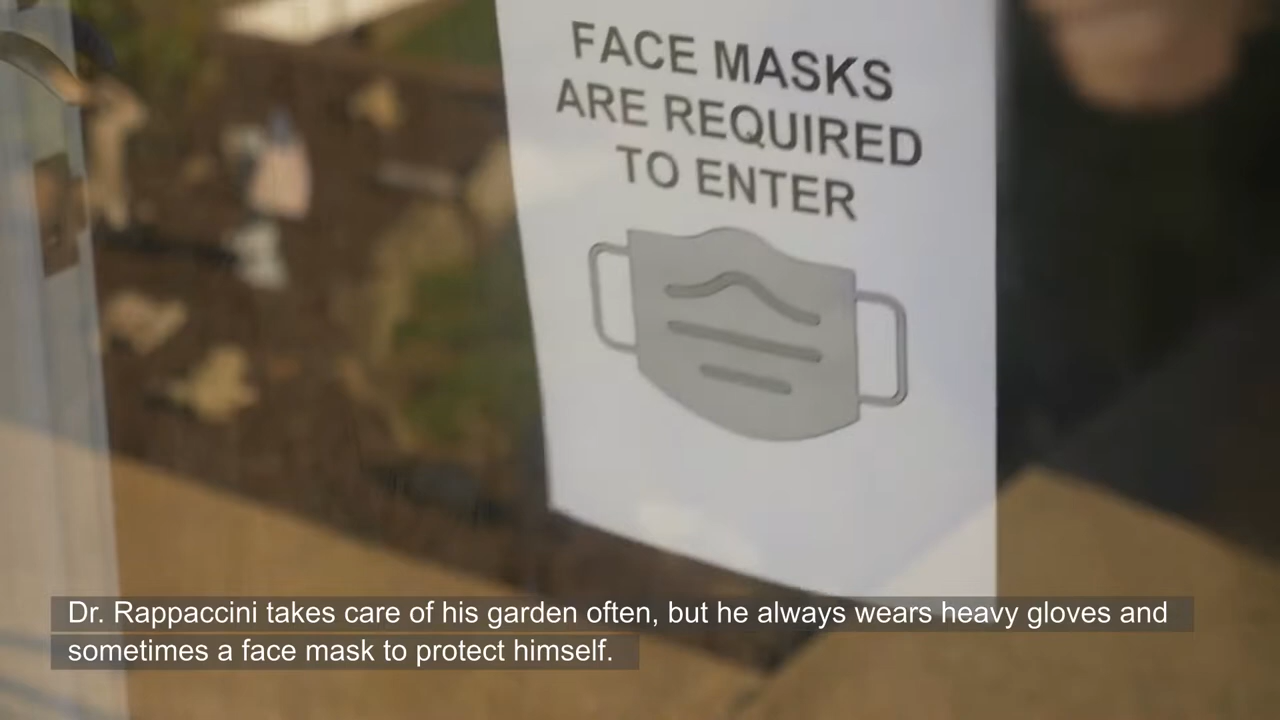 FACE MASKS
ARE REQUIRED
TO ENTER
Dr. Rappaccini takes care of his garden often, but he always wears heavy gloves and
sometimes a face mask to protect himself.